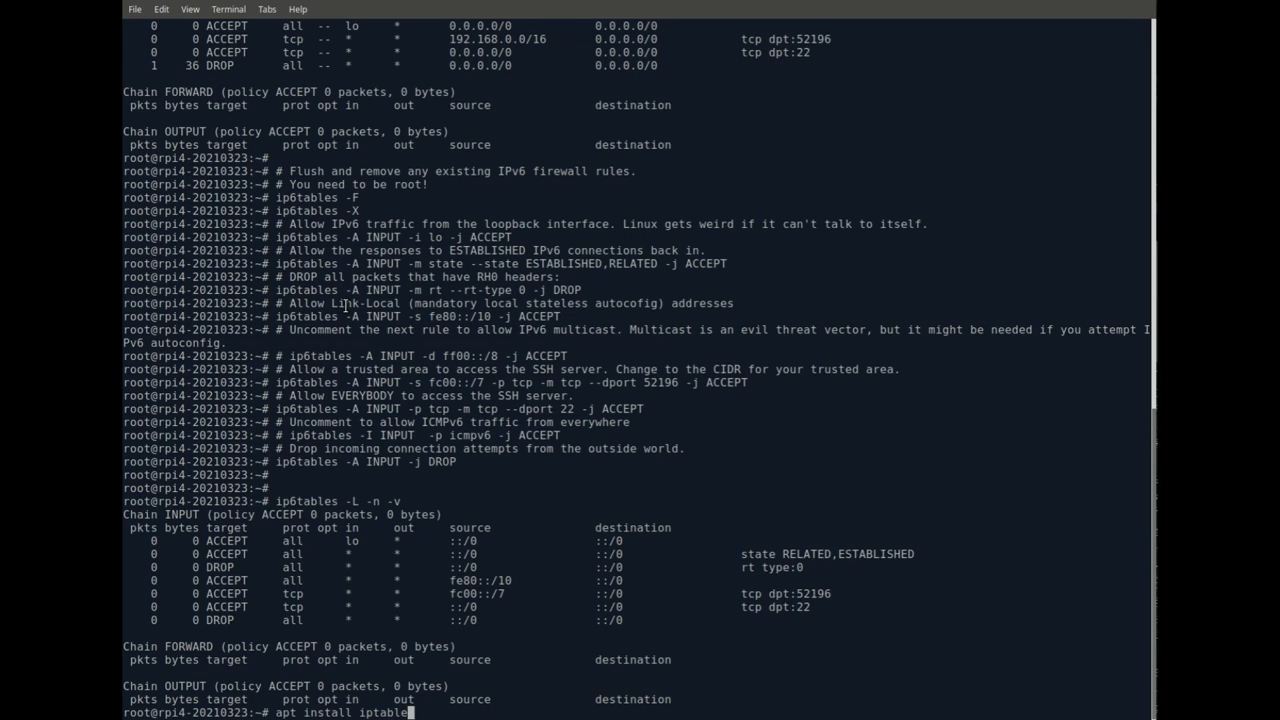 File Edit View Terminal Tabs Help
0 0 ACCEPT all -- lo * 0.0.0.0/0 0.0.0.0/0
0 0 ACCEPT tcp -- * * 192.168.0.0/16 0.0.0.0/0 tcp dpt:52196
0 0 ACCEPT tcp -- * * 0.0.0.0/0 0.0.0.0/0 tcp dpt:22
1 36 DROP all -- * * 0.0.0.0/0 0.0.0.0/0
Chain FORWARD (policy ACCEPT 0 packets, 0 bytes)
pkts bytes target prot opt in out source destination
Chain OUTPUT (policy ACCEPT 0 packets, 0 bytes)
pkts bytes target prot opt in out source destination
root@rpi4-20210323:~#
root@rpi4-20210323:~# # Flush and remove any existing IPv6 firewall rules.
root@rpi4-20210323:~# # You need to be root!
root@rpi4-20210323:~# ip6tables -F
root@rpi4-20210323:~# ip6tables -X
root@rpi4-20210323:~# # Allow IPv6 traffic from the loopback interface. Linux gets weird if it can't talk to itself.
root@rpi4-20210323:~# ip6tables -A INPUT -i lo -j ACCEPT
root@rpi4-20210323:~# # Allow the responses to ESTABLISHED IPv6 connections back in.
root@rpi4-20210323:~# ip6tables -A INPUT -m state --state ESTABLISHED,RELATED -j ACCEPT
root@rpi4-20210323:~# # DROP all packets that have RH0 headers:
root@rpi4-20210323:~# ip6tables -A INPUT -m rt --rt-type 0 -j DROP
root@rpi4-20210323:~# # Allow Link-Local (mandatory local stateless autocofig) addresses
root@rpi4-20210323:~# ip6tables -A INPUT -s fe80::/10 -j ACCEPT
root@rpi4-20210323:~# # Uncomment the next rule to allow IPv6 multicast. Multicast is an evil threat vector, but it might be needed if you attempt I
Pv6 autoconfig.
root@rpi4-20210323:~# # ip6tables -A INPUT -d ff00::/8 -j ACCEPT
root@rpi4-20210323:~# # Allow a trusted area to access the SSH server. Change to the CIDR for your trusted area.
root@rpi4-20210323:~# ip6tables -A INPUT -s fc00::/7 -p tcp -m tcp --dport 52196 -j ACCEPT
root@rpi4-20210323:~# # Allow EVERYBODY to access the SSH server.
root@rpi4-20210323:~# ip6tables -A INPUT -p tcp -m tcp --dport 22 -j ACCEPT
root@rpi4-20210323:~# # Uncomment to allow ICMPv6 traffic from everywhere
root@rpi4-20210323:~# # ip6tables -I INPUT  -p icmpv6 -j ACCEPT
root@rpi4-20210323:~# # Drop incoming connection attempts from the outside world.
root@rpi4-20210323:~# ip6tables -A INPUT -j DROP
root@rpi4-20210323:~#
root@rpi4-20210323:~#
root@rpi4-20210323:~# ip6tables -L -n -v
Chain INPUT (policy ACCEPT 0 packets, 0 bytes)
pkts bytes target prot opt in out source destination
0 0 ACCEPT all lo * ::/0 ::/0
0 0 ACCEPT all * * ::/0 ::/0 state RELATED,ESTABLISHED
0 0 DROP all * * ::/0 ::/0 rt type:0
0 0 ACCEPT all * * fe80::/10 ::/0
0 0 ACCEPT tcp * * fc00::/7 ::/0 tcp dpt:52196
0 0 ACCEPT tcp * * ::/0 ::/0 tcp dpt:22
0 0 DROP all * * ::/0 ::/0
Chain FORWARD (policy ACCEPT 0 packets, 0 bytes)
pkts bytes target prot opt in out source destination
Chain OUTPUT (policy ACCEPT 0 packets, 0 bytes)
pkts bytes target prot opt in out source destination
root@rpi4-20210323:~# apt install iptable